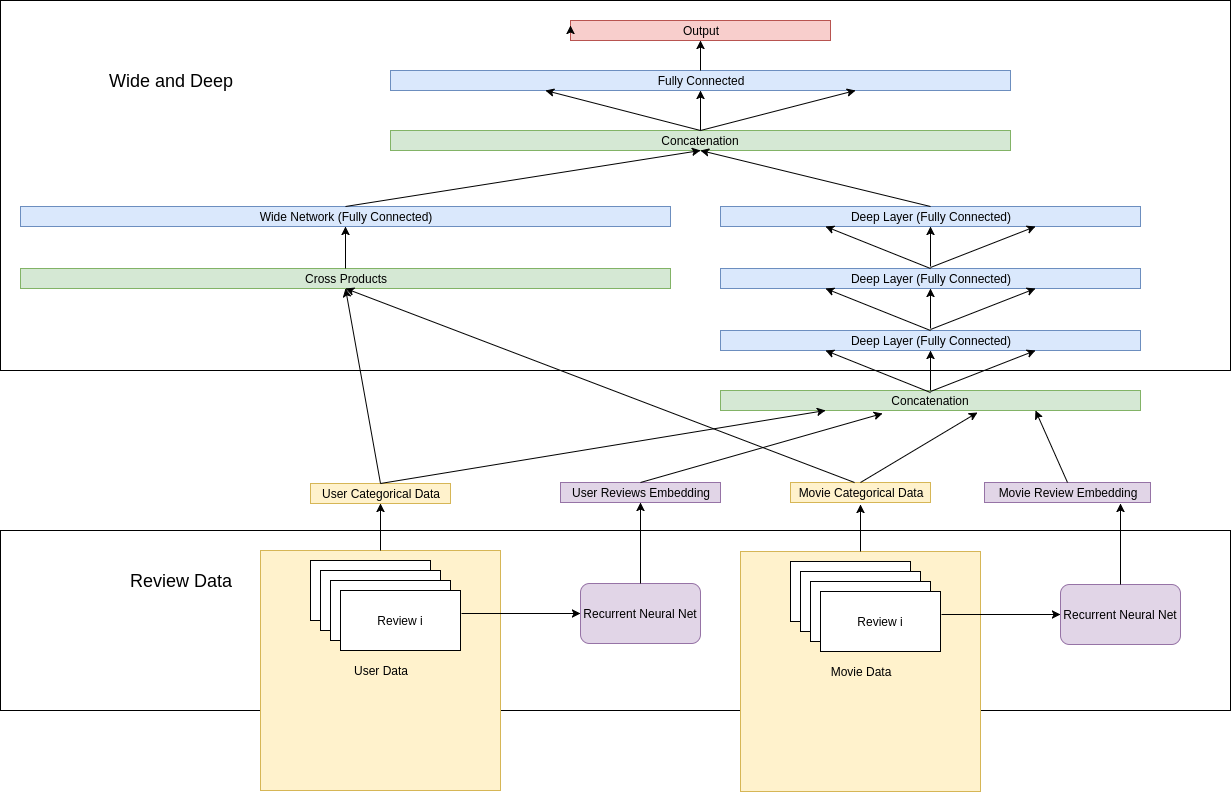 Output
Wide and Deep
Fully Connected
Concatenation
Wide Network (Fully Connected)
Deep Layer (Fully Connected)
Cross Products
Deep Layer (Fully Connected)
Deep Layer (Fully Connected)
Concatenation
User Categorical Data
User Reviews Embedding
Movie Categorical Data
Movie Review Embedding
Review Data
Review i
Recurrent Neural Net
Review i
Recurrent Neural Net
User Data
Movie Data